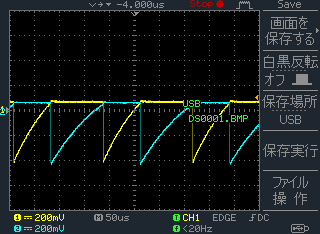 -4.000us Stop Save
画面を
保存する
白黒反転
オフ
保存場所
USB
保存実行
ファイル
操 作
USB
DS0001.BMP
1 200mV M 50us T CH1 EDGE DC
2 200mV F <20Hz